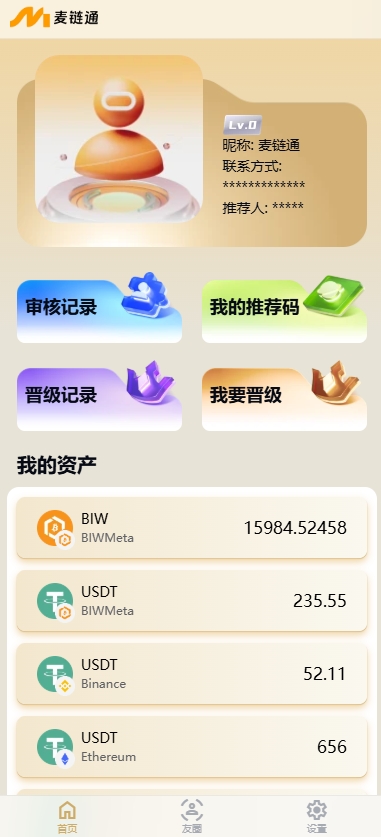 麦链通
Lv.0
昵称: 麦链通
联系方式:
*************
推荐人: *****
审核记录
我的推荐码
晋级记录
我要晋级
我的资产
BIW
BIWMeta
15984.52458
USDT
BIWMeta
235.55
USDT
Binance
52.11
USDT
Ethereum
656
首页
友圈
设置